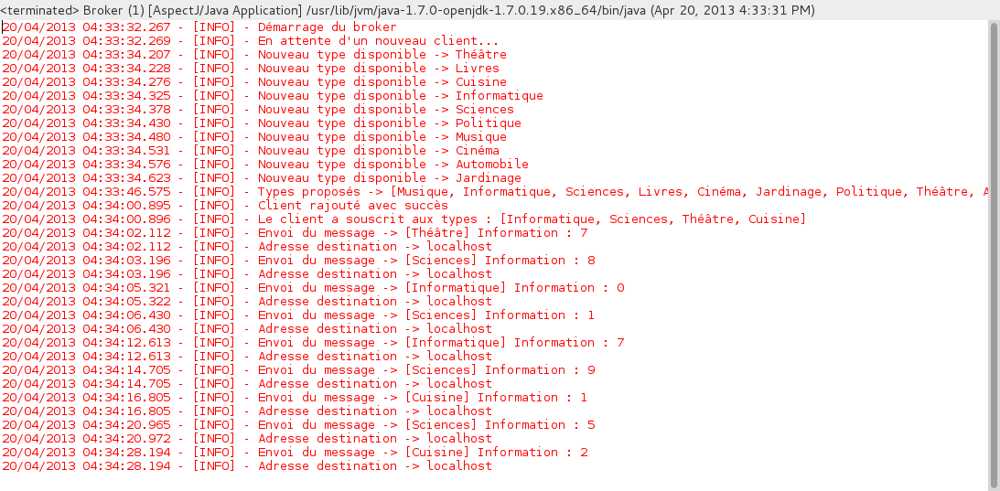 <terminated> Broker (1) [AspectJ/Java Application] /usr/lib/jvm/java-1.7.0-openjdk-1.7.0.19.x86_64/bin/java (Apr 20, 2013 4:33:31 PM)
20/04/2013 04:33:32.267 - [INFO] - Démarrage du broker
20/04/2013 04:33:32.269 - [INFO] - En attente d'un nouveau client...
20/04/2013 04:33:34.207 - [INFO] - Nouveau type disponible -> Théâtre
20/04/2013 04:33:34.228 - [INFO] - Nouveau type disponible -> Livres
20/04/2013 04:33:34.276 - [INFO] - Nouveau type disponible -> Cuisine
20/04/2013 04:33:34.325 - [INFO] - Nouveau type disponible -> Informatique
20/04/2013 04:33:34.378 - [INFO] - Nouveau type disponible -> Sciences
20/04/2013 04:33:34.430 - [INFO] - Nouveau type disponible -> Politique
20/04/2013 04:33:34.480 - [INFO] - Nouveau type disponible -> Musique
20/04/2013 04:33:34.531 - [INFO] - Nouveau type disponible -> Cinéma
20/04/2013 04:33:34.576 - [INFO] - Nouveau type disponible -> Automobile
20/04/2013 04:33:34.623 - [INFO] - Nouveau type disponible -> Jardinage
20/04/2013 04:33:46.575 - [INFO] - Types proposés -> [Musique, Informatique, Sciences, Livres, Cinéma, Jardinage, Politique, Théâtre, A
20/04/2013 04:34:00.895 - [INFO] - Client rajouté avec succès
20/04/2013 04:34:00.896 - [INFO] - Le client a souscrit aux types : [Informatique, Sciences, Théâtre, Cuisine]
20/04/2013 04:34:02.112 - [INFO] - Envoi du message -> [Théâtre] Information : 7
20/04/2013 04:34:02.112 - [INFO] - Adresse destination -> localhost
20/04/2013 04:34:03.196 - [INFO] - Envoi du message -> [Sciences] Information : 8
20/04/2013 04:34:03.196 - [INFO] - Adresse destination -> localhost
20/04/2013 04:34:05.321 - [INFO] - Envoi du message -> [Informatique] Information : 0
20/04/2013 04:34:05.322 - [INFO] - Adresse destination -> localhost
20/04/2013 04:34:06.430 - [INFO] - Envoi du message -> [Sciences] Information : 1
20/04/2013 04:34:06.430 - [INFO] - Adresse destination -> localhost
20/04/2013 04:34:12.613 - [INFO] - Envoi du message -> [Informatique] Information : 7
20/04/2013 04:34:12.613 - [INFO] - Adresse destination -> localhost
20/04/2013 04:34:14.705 - [INFO] - Envoi du message -> [Sciences] Information : 9
20/04/2013 04:34:14.705 - [INFO] - Adresse destination -> localhost
20/04/2013 04:34:16.805 - [INFO] - Envoi du message -> [Cuisine] Information : 1
20/04/2013 04:34:16.805 - [INFO] - Adresse destination -> localhost
20/04/2013 04:34:20.965 - [INFO] - Envoi du message -> [Sciences] Information : 5
20/04/2013 04:34:20.972 - [INFO] - Adresse destination -> localhost
20/04/2013 04:34:28.194 - [INFO] - Envoi du message -> [Cuisine] Information : 2
20/04/2013 04:34:28.194 - [INFO] - Adresse destination -> localhost